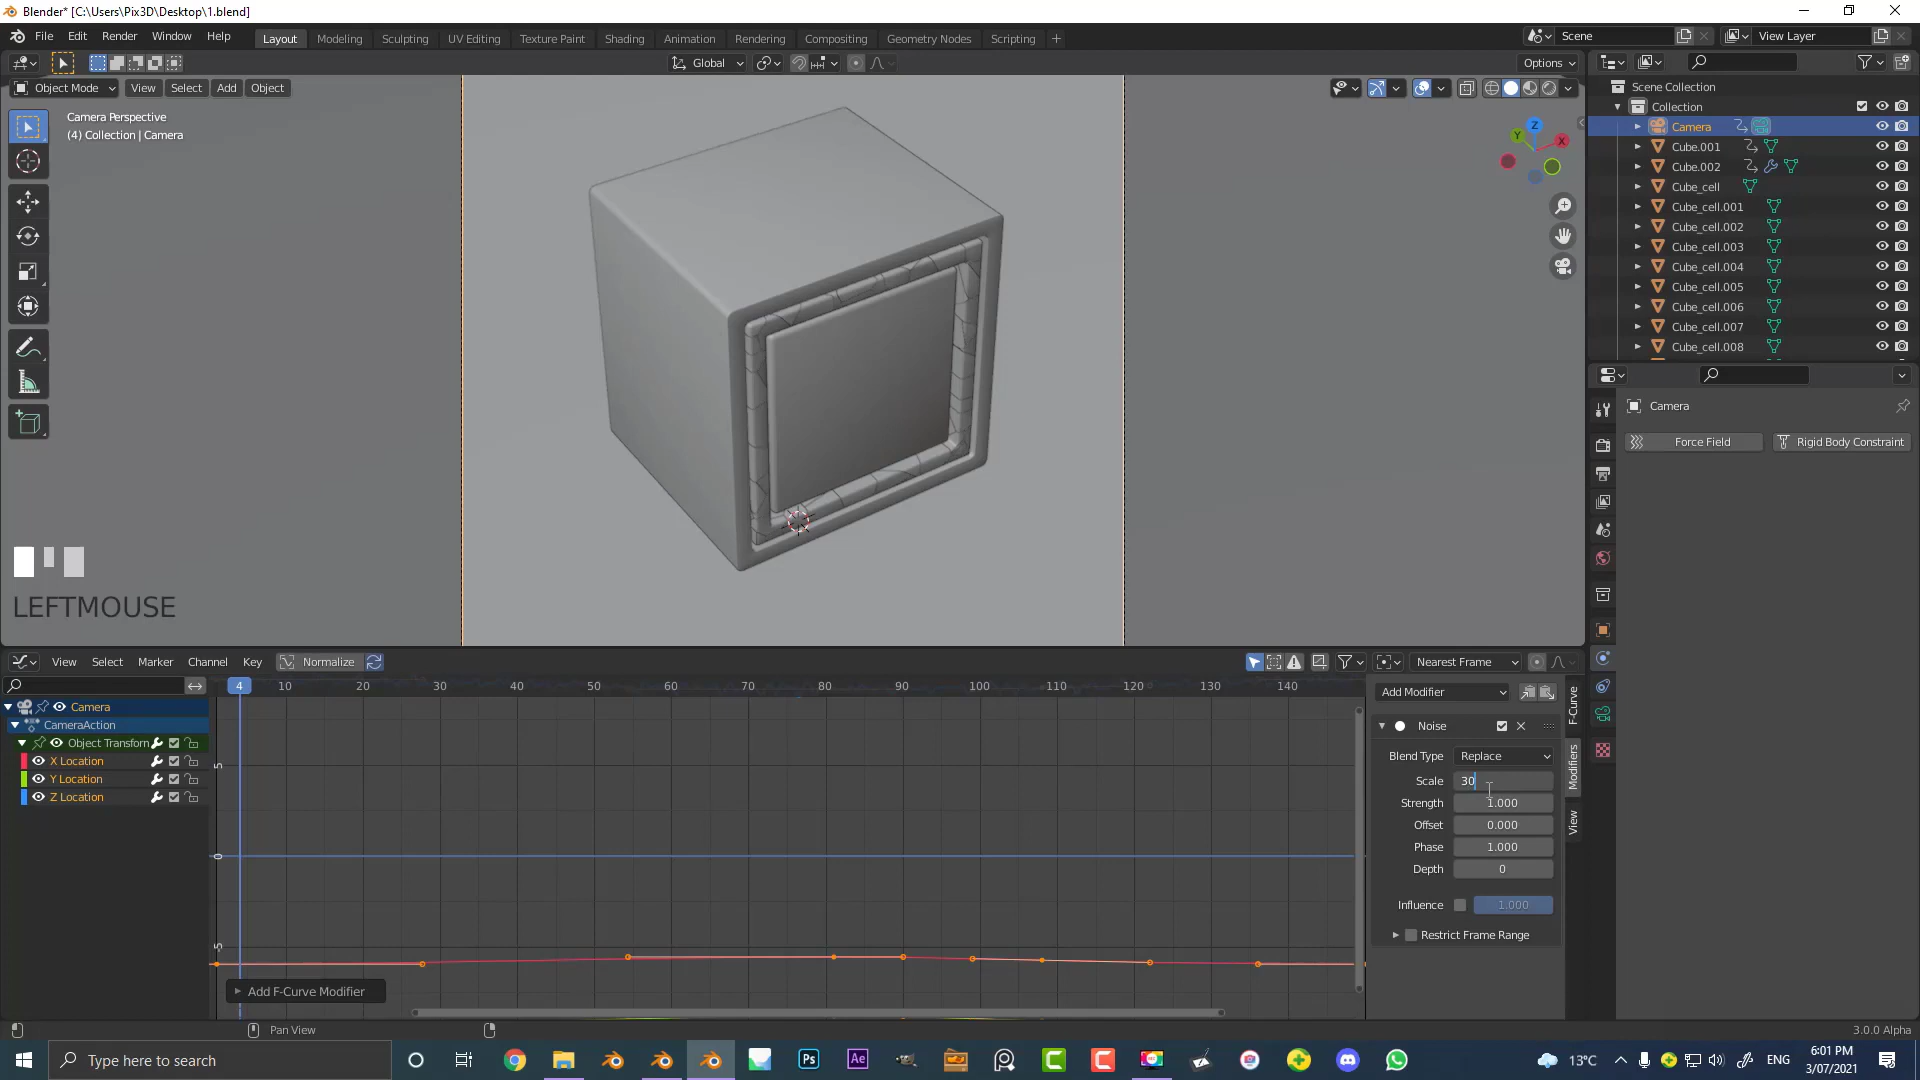 Blender* [C:\Users\Pix3D\Desktop\1.blend]
File Edit Render Window Help
Layout Modeling Sculpting UV Editing Texture Paint Shading Animation Rendering Compositing Geometry Nodes Scripting +
Scene
View Layer
Global
Options
Object Mode View Select Add Object
Camera Perspective
(4) Collection | Camera
Z
Y
X
Scene Collection
Collection
Camera
Cube.001
Cube.002
Cube_cell
Cube_cell.001
Cube_cell.002
Cube_cell.003
Cube_cell.004
Cube_cell.005
Cube_cell.006
Cube_cell.007
Cube_cell.008
Camera
Force Field
Rigid Body Constraint
LEFTMOUSE
View Select Marker Channel Key Normalize
Nearest Frame
4 10 20 30 40 50 60 70 80 90 100 110 120 130 140
5
0
-5
Camera
CameraAction
Object Transforn
X Location
Y Location
Z Location
Add F-Curve Modifier
Add Modifier
Noise
Blend Type Replace
Scale 30
Strength 1.000
Offset 0.000
Phase 1.000
Depth 0
Influence 1.000
Restrict Frame Range
F-Curve
Modifiers
View
Pan View
3.0.0 Alpha
Type here to search
Ps
Ae
13°C
ENG
6:01 PM
3/07/2021